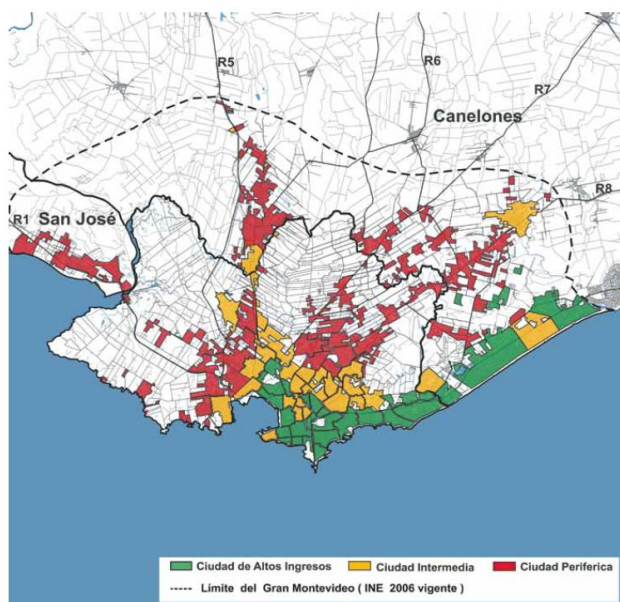 R5
R6
R7
Canelones
R8
R1
San José
Ciudad de Altos Ingresos
Ciudad Intermedia
Ciudad Periferica
Límite del Gran Montevideo ( INE 2006 vigente )